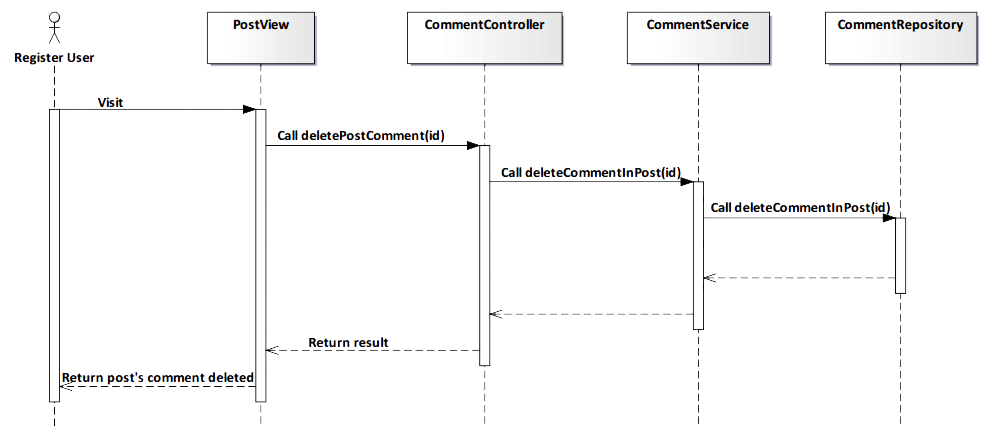 Register User
PostView
CommentController
CommentService
CommentRepository
Visit
Call deletePostComment(id)
Call deleteCommentInPost(id)
Call deleteCommentInPost(id)
Return result
Return post's comment deleted